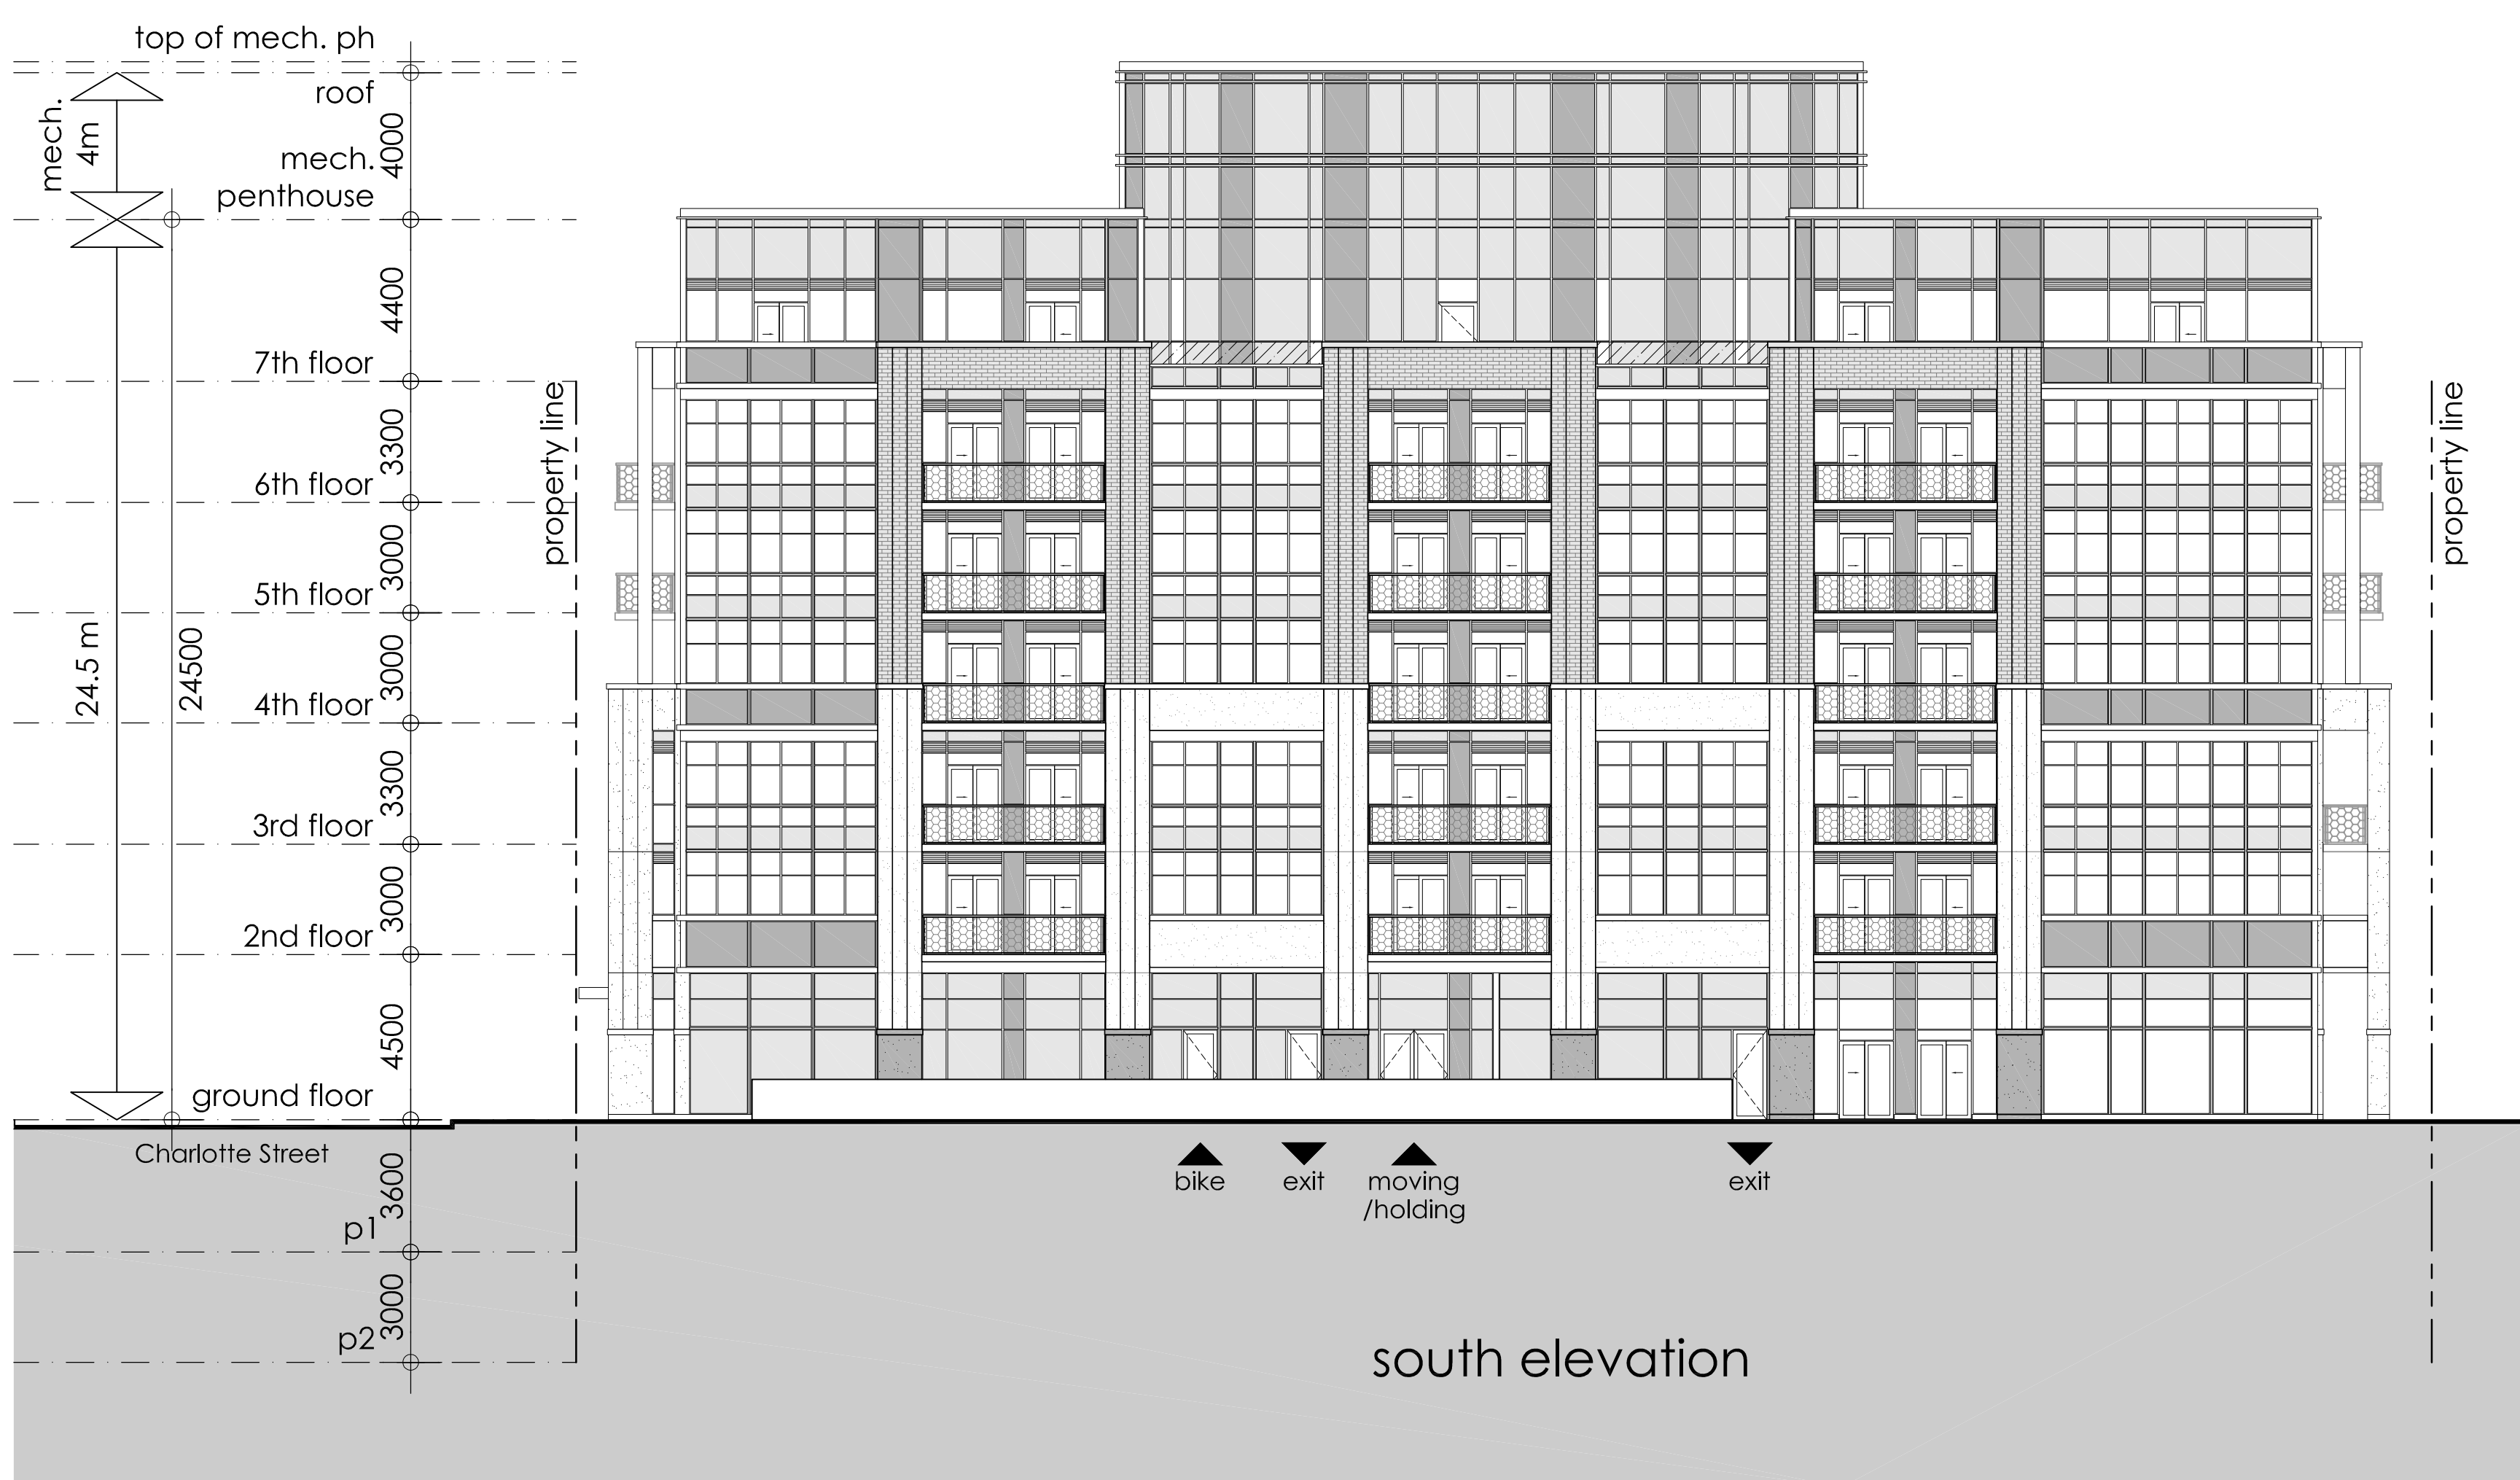 top of mech. ph
roof
mech.
4m
4000
mech.
penthouse
4400
7th floor
3300
property line
property line
6th floor
3000
5th floor
24.5 m
24500
3000
4th floor
3300
3rd floor
3000
2nd floor
4500
ground floor
Charlotte Street
3600
bike
exit
moving
/holding
exit
p1
3000
p2
south elevation